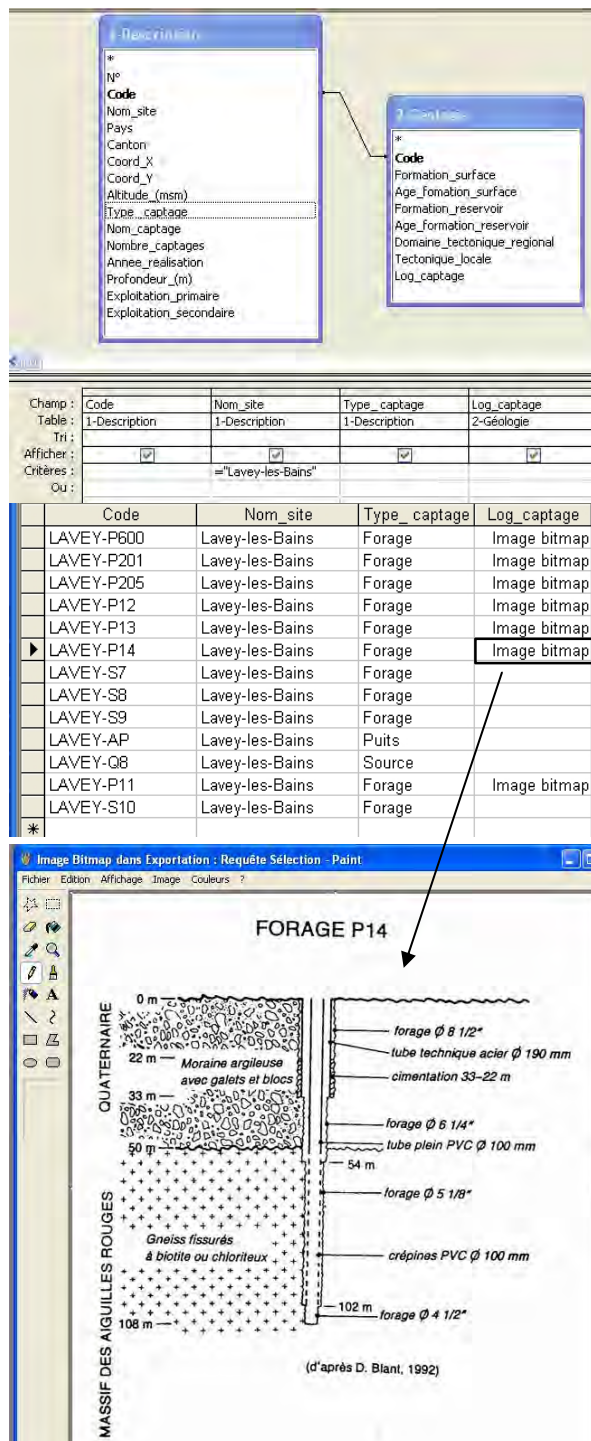 1-Description
*
N°
Code
Nom_site
Pays
Canton
Coord_X
Coord_Y
Altitude_(msm)
Type_ captage
Nom_captage
Nombre_captages
Annee_realisation
Profondeur_(m)
Exploitation_primaire
Exploitation_secondaire
2-Géologie
*
Code
Formation_surface
Age_fomation_surface
Formation_reservoir
Age_formation_reservoir
Domaine_tectonique_regional
Tectonique_locale
Log_captage
Champ : Code Nom_site Type_ captage Log_captage
Table : 1-Description 1-Description 1-Description 2-Géologie
Tri :
Afficher :
Critères : ="Lavey-les-Bains"
Ou :
Code Nom_site Type_ captage Log_captage
LAVEY-P600 Lavey-les-Bains Forage Image bitmap
LAVEY-P201 Lavey-les-Bains Forage Image bitmap
LAVEY-P205 Lavey-les-Bains Forage Image bitmap
LAVEY-P12 Lavey-les-Bains Forage Image bitmap
LAVEY-P13 Lavey-les-Bains Forage Image bitmap
LAVEY-P14 Lavey-les-Bains Forage Image bitmap
LAVEY-S7 Lavey-les-Bains Forage
LAVEY-S8 Lavey-les-Bains Forage
LAVEY-S9 Lavey-les-Bains Forage
LAVEY-AP Lavey-les-Bains Puits
LAVEY-Q8 Lavey-les-Bains Source
LAVEY-P11 Lavey-les-Bains Forage Image bitmap
LAVEY-S10 Lavey-les-Bains Forage
*
Image Bitmap dans Exportation : Requête Sélection - Paint
Fichier Edition Affichage Image Couleurs ?
A
FORAGE P14
QUATERNAIRE
0 m
22 m
33 m
50 m
Moraine argileuse
avec galets et blocs
forage Ø 8 1/2"
tube technique acier Ø 190 mm
cimentation 33-22 m
forage Ø 6 1/4"
tube plein PVC Ø 100 mm
54 m
forage Ø 5 1/8"
MASSIF DES AIGUILLES ROUGES
Gneiss fissurés
à biotite ou chloriteux
crépines PVC Ø 100 mm
102 m
forage Ø 4 1/2"
108 m
(d'après D. Blant, 1992)